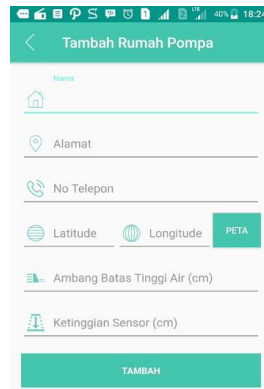 LTE 40% 18:24
Tambah Rumah Pompa
Nama
Alamat
No Telepon
Latitude Longitude PETA
Ambang Batas Tinggi Air (cm)
Ketinggian Sensor (cm)
TAMBAH